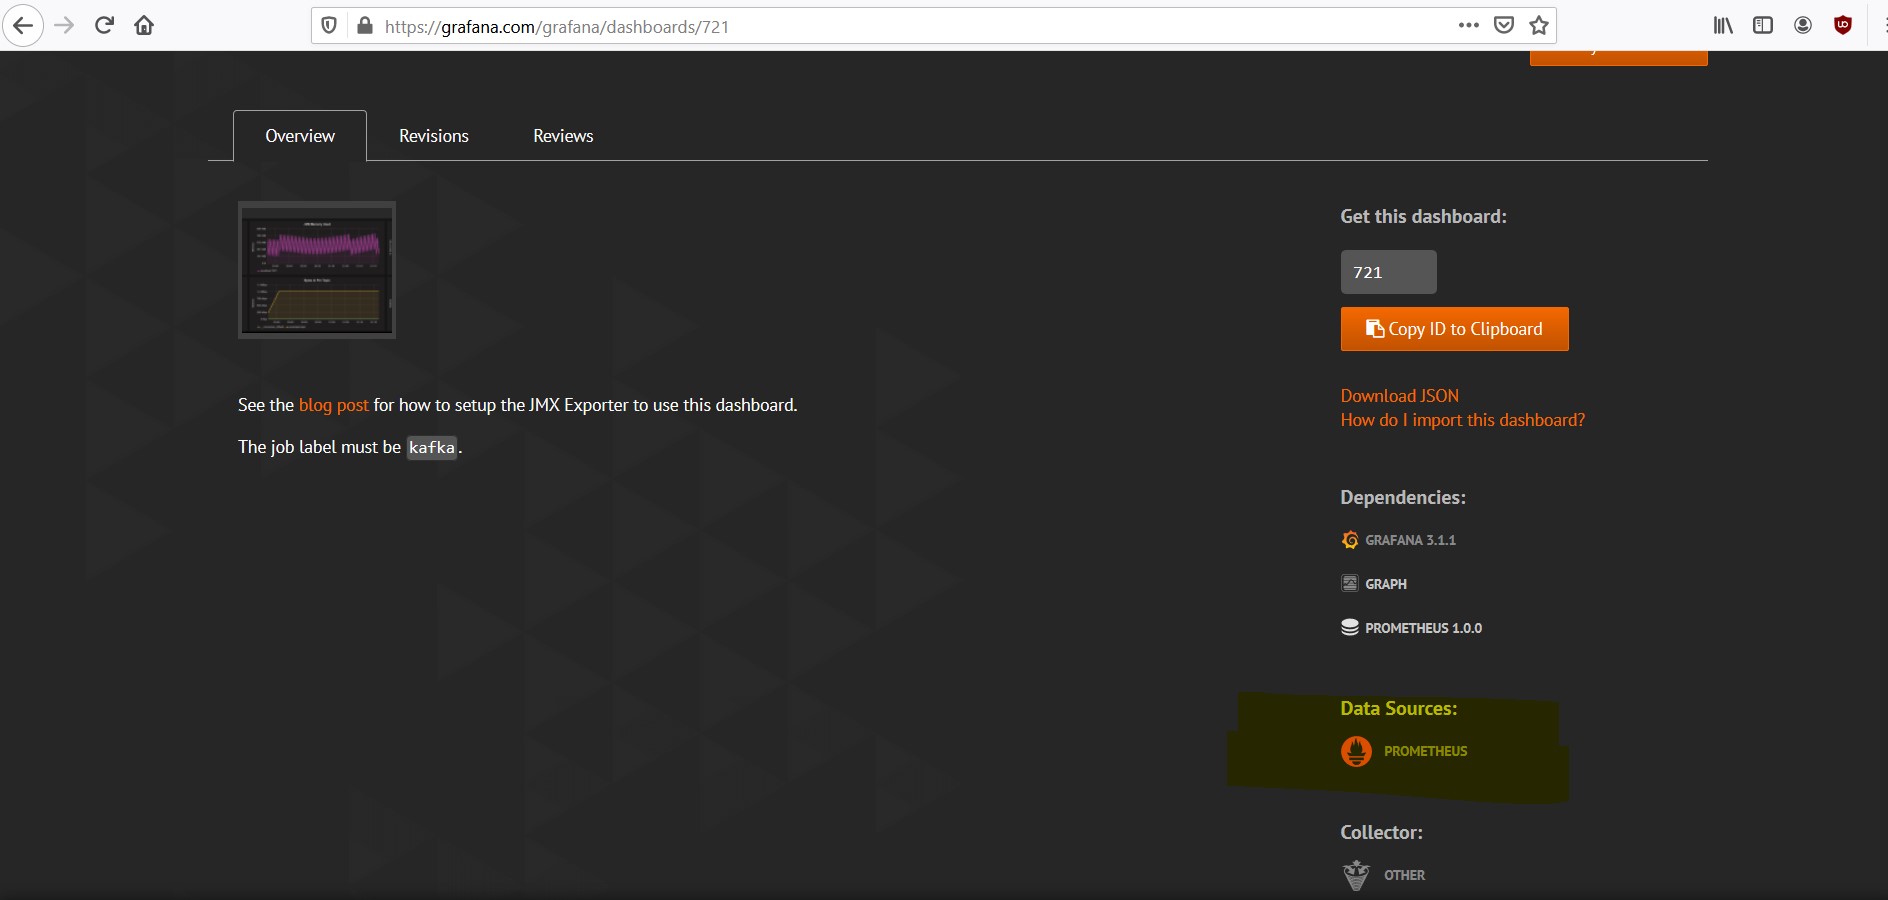 https://grafana.com/grafana/dashboards/721
Overview Revisions Reviews
Get this dashboard:
721
Copy ID to Clipboard
See the blog post for how to setup the JMX Exporter to use this dashboard.
Download JSON
How do I import this dashboard?
The job label must be kafka.
Dependencies:
GRAFANA 3.1.1
GRAPH
PROMETHEUS 1.0.0
Data Sources:
PROMETHEUS
Collector:
OTHER